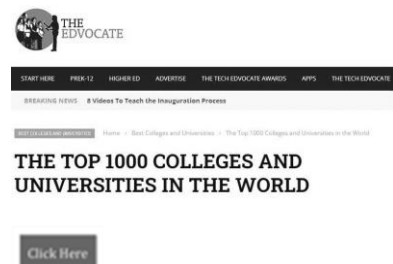 THE
EDVOCATE
START HERE PREK-12 HIGHER ED ADVERTISE THE TECH EDVOCATE AWARDS APPS THE TECH EDVOCATE
BREAKING NEWS 8 Videos To Teach the Inauguration Process
BEST COLLEGES AND UNIVERSITIES Home Best Colleges and Universities The Top 1000 Colleges and Universities in the World
THE TOP 1000 COLLEGES AND
UNIVERSITIES IN THE WORLD
Click Here